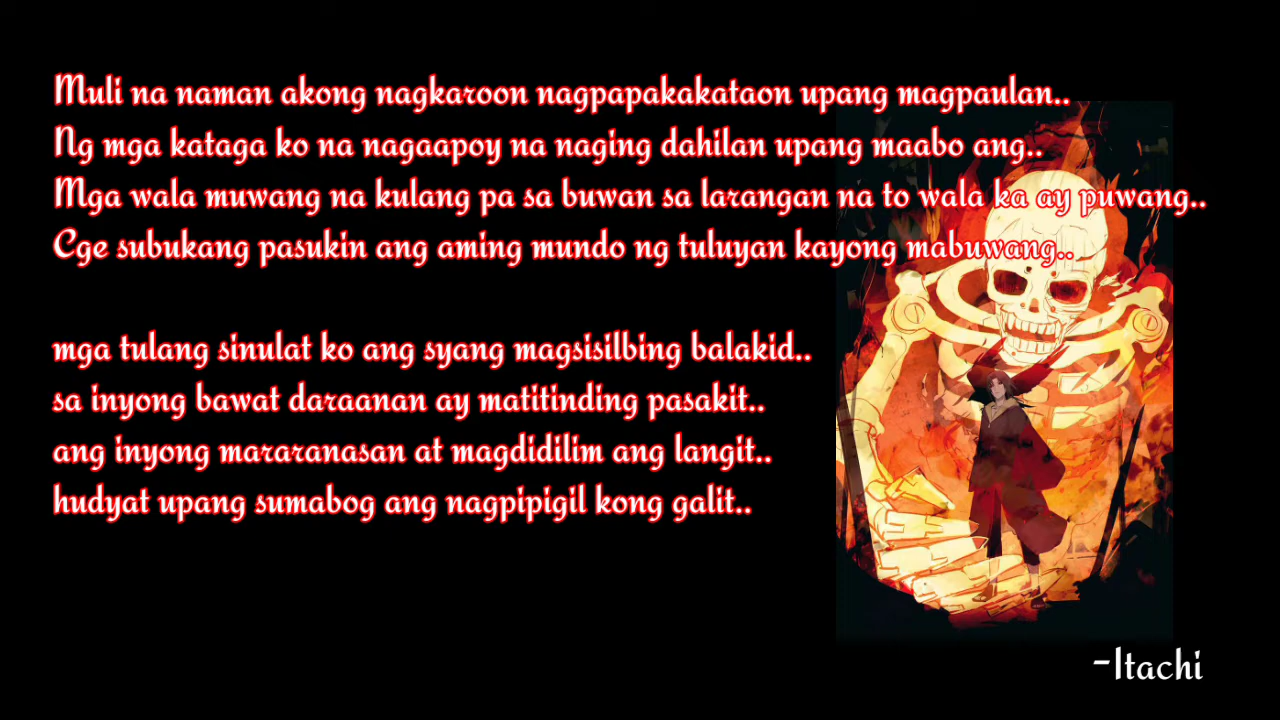 Muli na naman akong nagkaroon nagpapakakataon upang magpaulan..
Ng mga kataga ko na nagaapoy na naging dahilan upang maabo ang..
Mga wala muwang na kulang pa sa buwan sa larangan na to wala ka ay puwang..
Cge subukang pasukin ang aming mundo ng tuluyan kayong mabuwang..
mga tulang sinulat ko ang syang magsisilbing balakid..
sa inyong bawat daraanan ay matitinding pasakit..
ang inyong mararanasan at magdidilim ang langit..
hudyat upang sumabog ang nagpipigil kong galit..
-Itachi